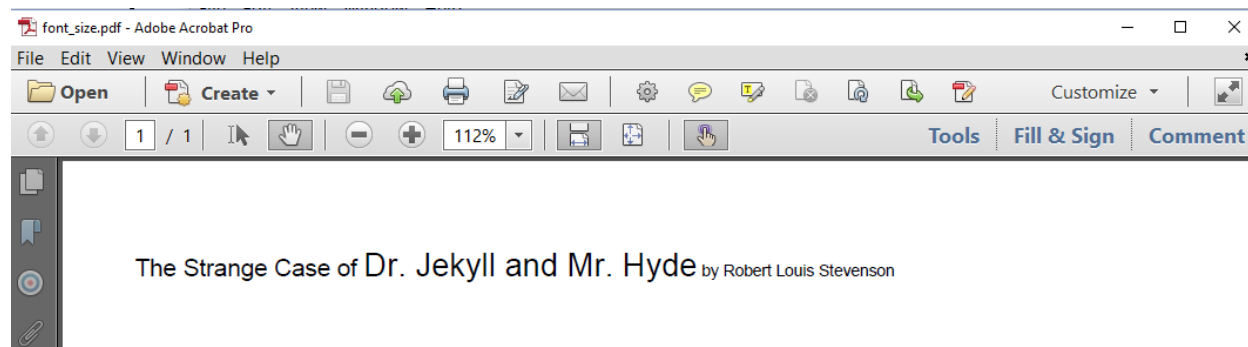 font_size.pdf - Adobe Acrobat Pro
File Edit View Window Help
Open Create Customize
1 / 1 112% Tools Fill & Sign Comment
The Strange Case of Dr. Jekyll and Mr. Hyde by Robert Louis Stevenson